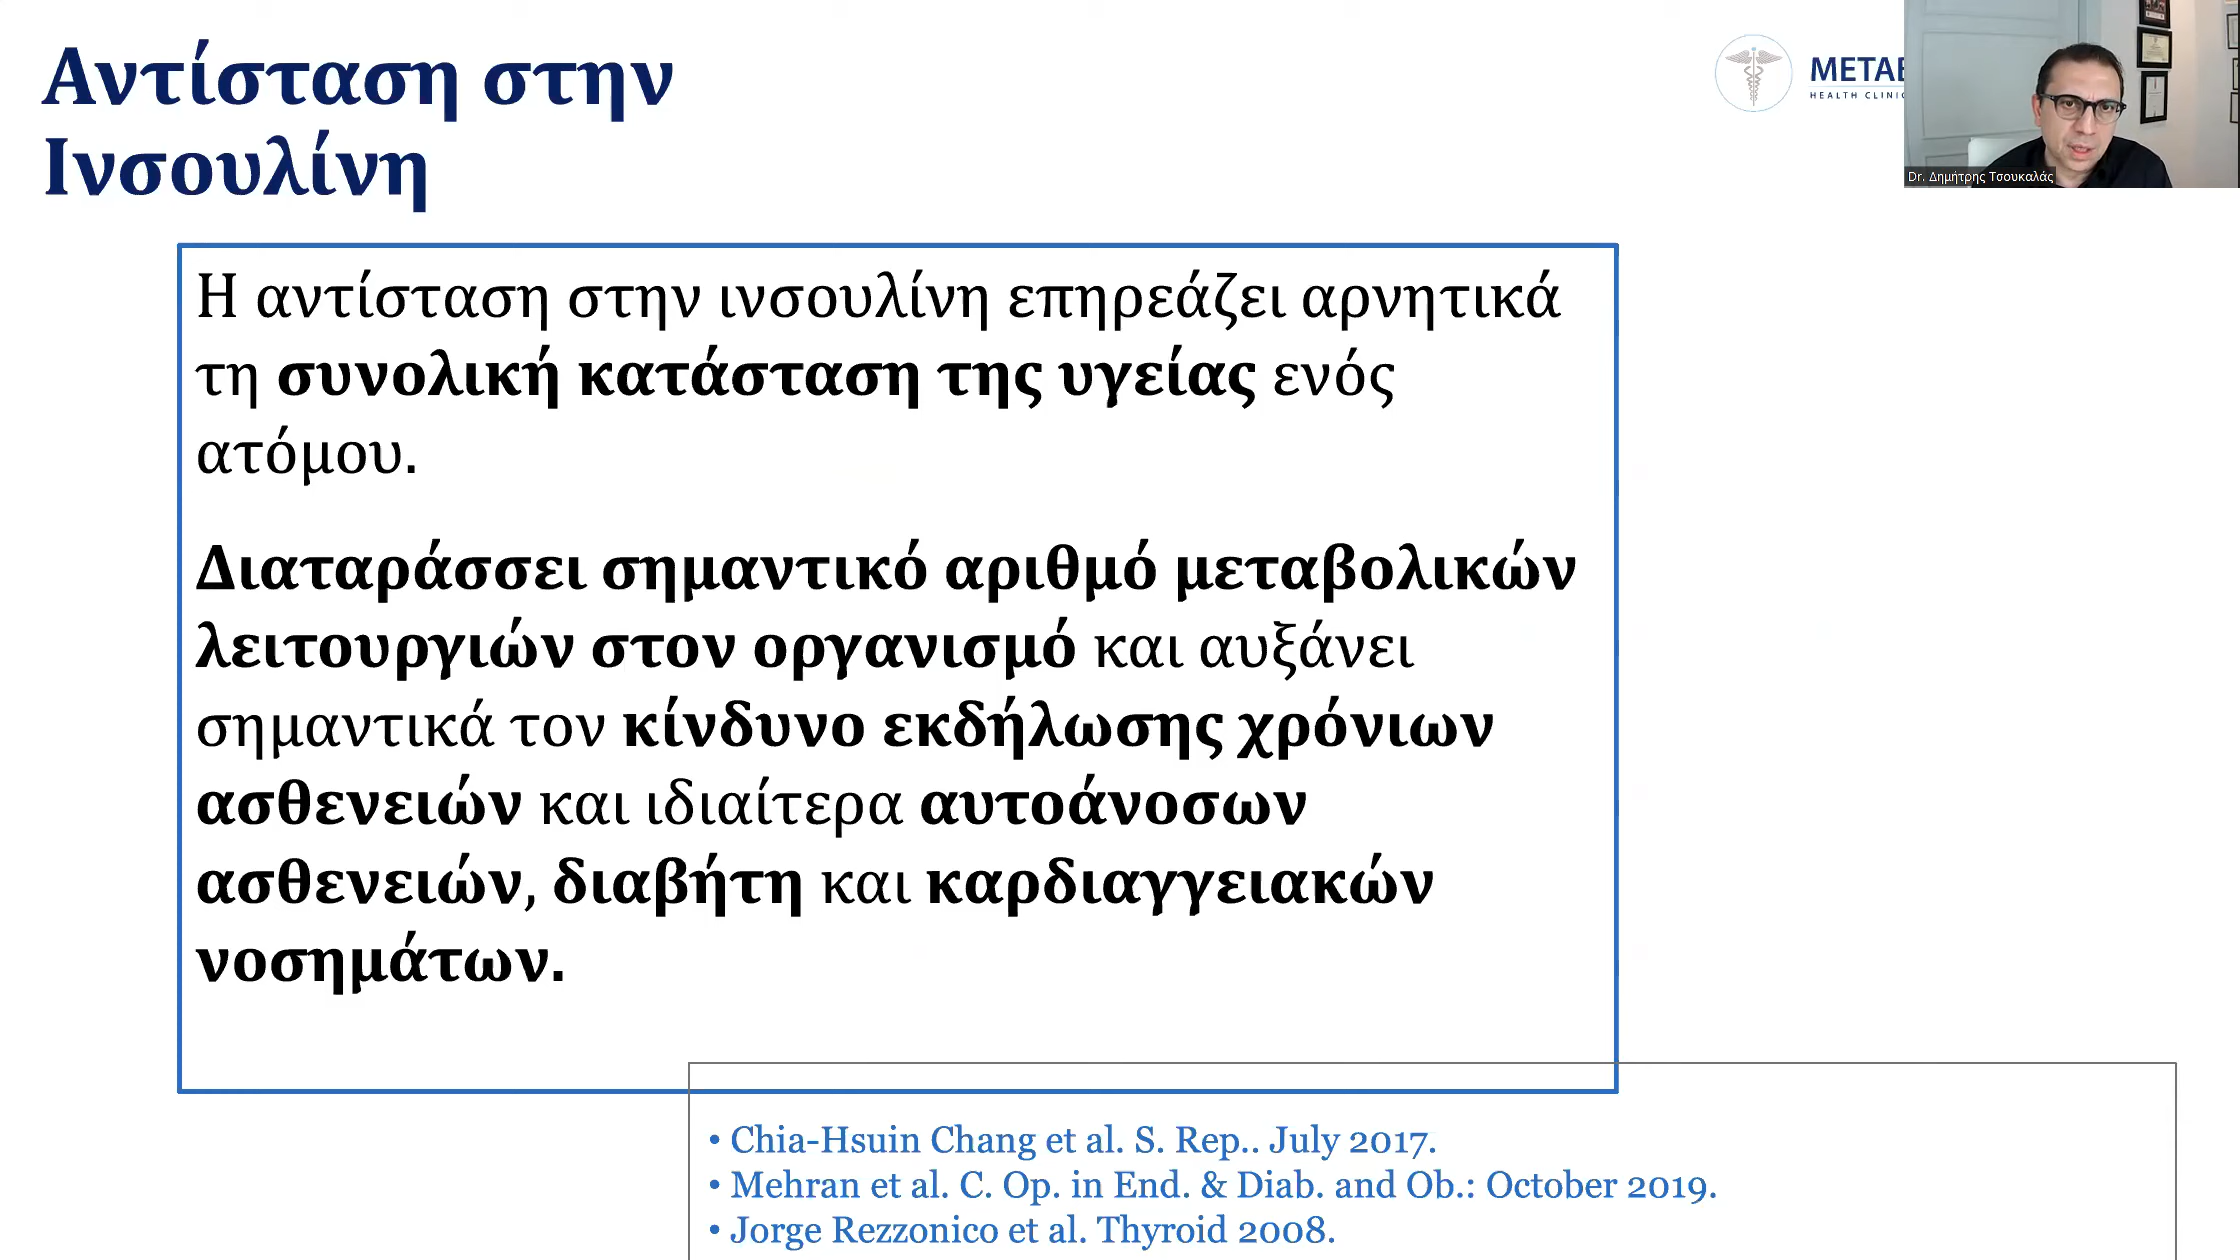 Αντίσταση στην
Ινσουλίνη
HEALTH CLINIC
Dr. Δημήτρης Τσουκαλάς
Η αντίσταση στην ινσουλίνη επηρεάζει αρνητικά
τη συνολική κατάσταση της υγείας ενός
ατόμου.
Διαταράσσει σημαντικό αριθμό μεταβολικών
λειτουργιών στον οργανισμό και αυξάνει
σημαντικά τον κίνδυνο εκδήλωσης χρόνιων
ασθενειών και ιδιαίτερα αυτοάνοσων
ασθενειών, διαβήτη και καρδιαγγειακών
νοσημάτων.
• Chia-Hsuin Chang et al. S. Rep.. July 2017.
• Mehran et al. C. Op. in End. & Diab. and Ob.: October 2019.
• Jorge Rezzonico et al. Thyroid 2008.